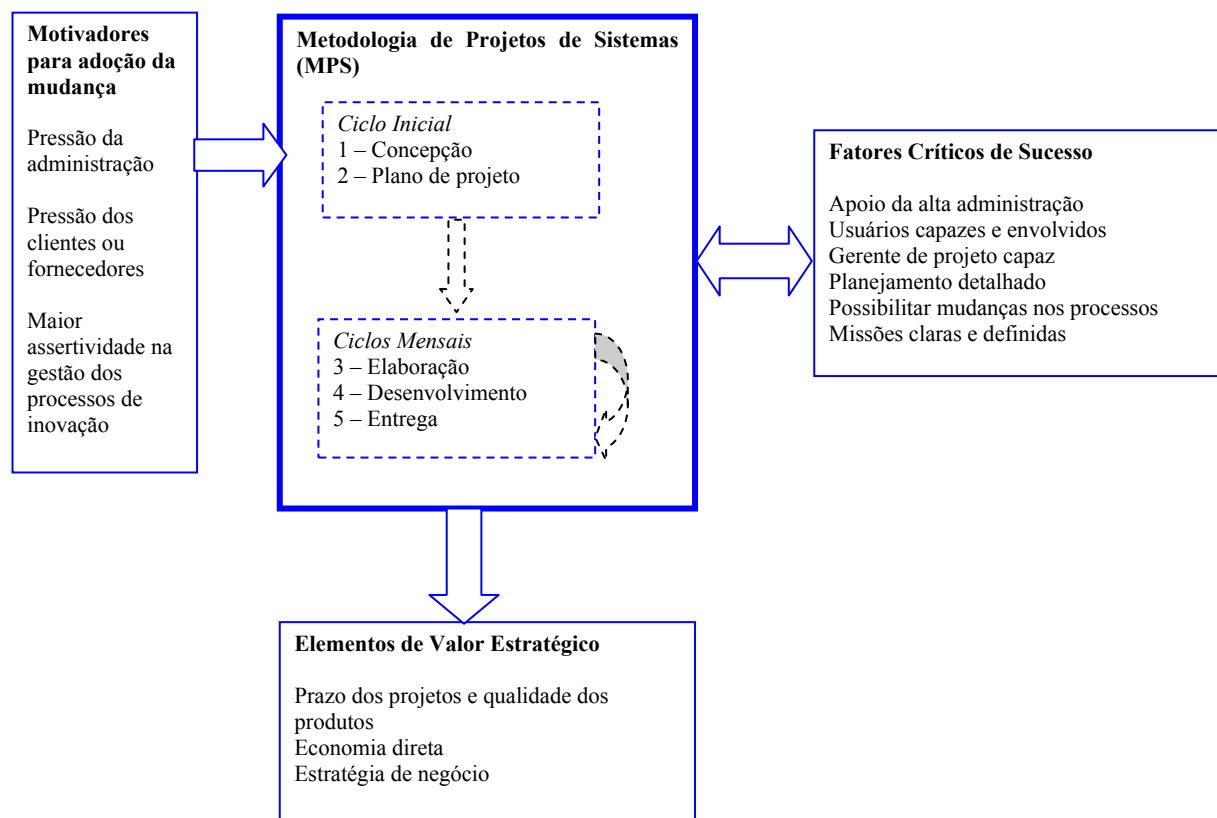 Motivadores
para adoção da
mudança
Pressão da
administração
Pressão dos
clientes ou
fornecedores
Maior
assertividade na
gestão dos
processos de
inovação
Metodologia de Projetos de Sistemas
(MPS)
Ciclo Inicial
1 – Concepção
2 – Plano de projeto
Ciclos Mensais
3 – Elaboração
4 – Desenvolvimento
5 – Entrega
Fatores Críticos de Sucesso
Apoio da alta administração
Usuários capazes e envolvidos
Gerente de projeto capaz
Planejamento detalhado
Possibilitar mudanças nos processos
Missões claras e definidas
Elementos de Valor Estratégico
Prazo dos projetos e qualidade dos
produtos
Economia direta
Estratégia de negócio